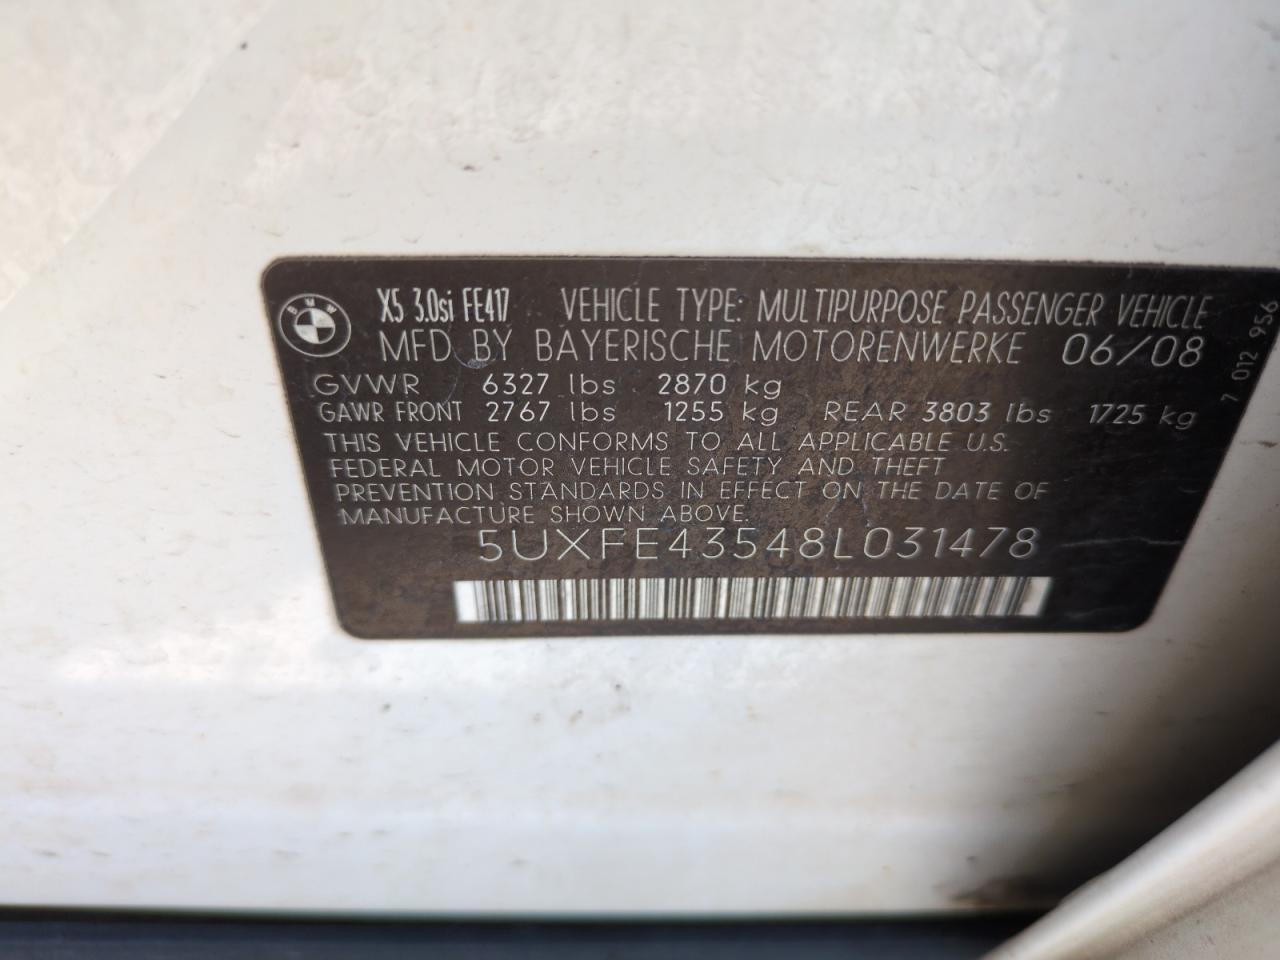 BMW
X5 3.0si FE417 VEHICLE TYPE: MULTIPURPOSE PASSENGER VEHICLE
MFD BY BAYERISCHE MOTORENWERKE 06/08
GVWR 6327 lbs 2870 kg
GAWR FRONT 2767 lbs 1255 kg REAR 3803 lbs 1725 kg
THIS VEHICLE CONFORMS TO ALL APPLICABLE U.S.
FEDERAL MOTOR VEHICLE SAFETY AND THEFT
PREVENTION STANDARDS IN EFFECT ON THE DATE OF
MANUFACTURE SHOWN ABOVE.
5UXFE43548L031478
7 012 956